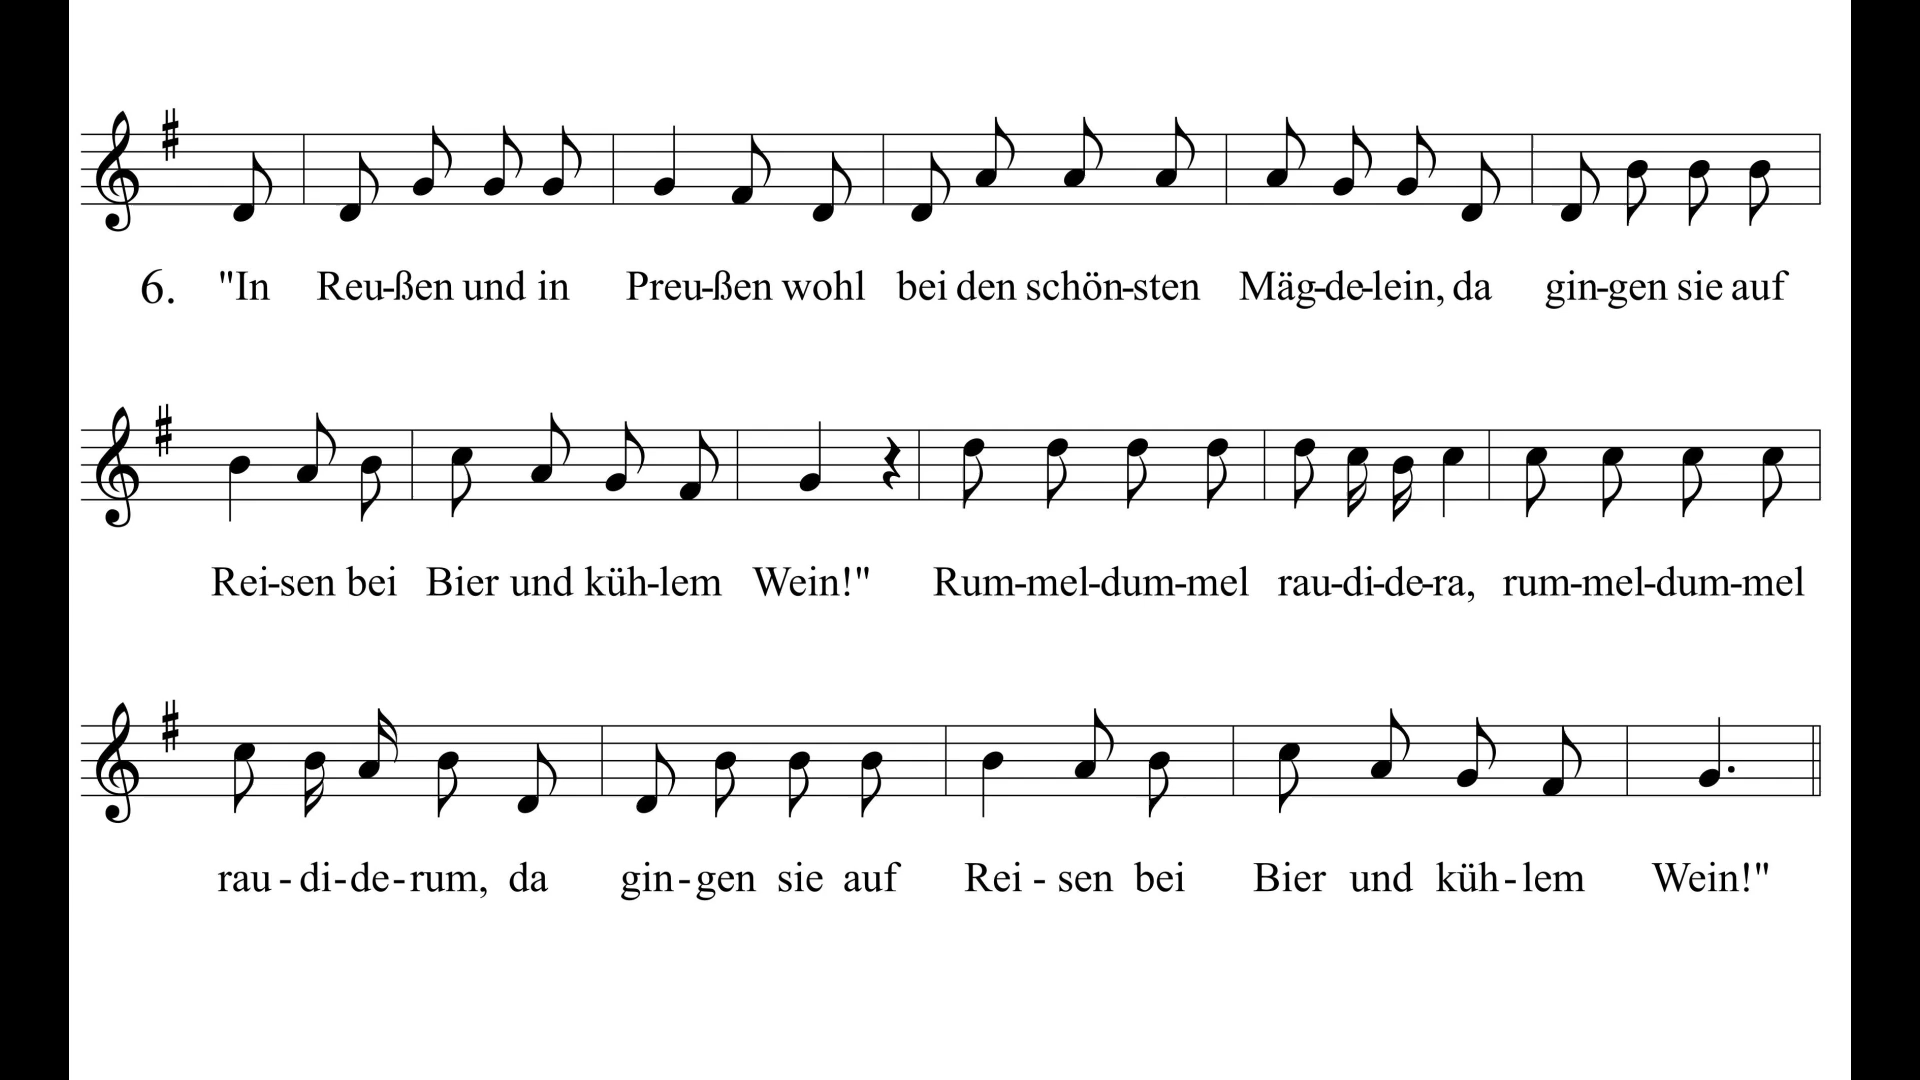 6. "In Reu-ßen und in Preu-ßen wohl bei den schön-sten Mäg-de-lein, da gin-gen sie auf
Rei-sen bei Bier und küh-lem Wein!" Rum-mel-dum-mel rau-di-de-ra, rum-mel-dum-mel
rau - di-de-rum, da gin-gen sie auf Rei - sen bei Bier und küh-lem Wein!"